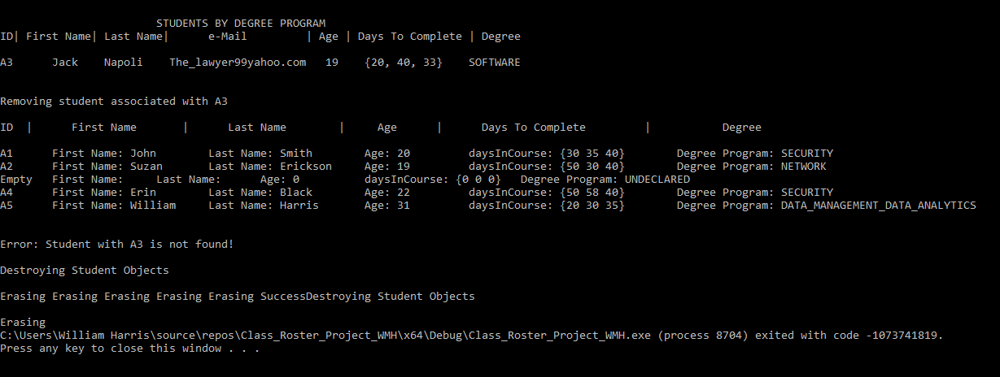 STUDENTS BY DEGREE PROGRAM
ID| First Name| Last Name| e-Mail | Age | Days To Complete | Degree
A3 Jack Napoli The_lawyer99yahoo.com 19 {20, 40, 33} SOFTWARE
Removing student associated with A3
ID | First Name | Last Name | Age | Days To Complete | Degree
A1 First Name: John Last Name: Smith Age: 20 daysInCourse: {30 35 40} Degree Program: SECURITY
A2 First Name: Suzan Last Name: Erickson Age: 19 daysInCourse: {50 30 40} Degree Program: NETWORK
Empty First Name: Last Name: Age: 0 daysInCourse: {0 0 0} Degree Program: UNDECLARED
A4 First Name: Erin Last Name: Black Age: 22 daysInCourse: {50 58 40} Degree Program: SECURITY
A5 First Name: William Last Name: Harris Age: 31 daysInCourse: {20 30 35} Degree Program: DATA_MANAGEMENT_DATA_ANALYTICS
Error: Student with A3 is not found!
Destroying Student Objects
Erasing Erasing Erasing Erasing Erasing SuccessDestroying Student Objects
Erasing
C:\Users\William Harris\source\repos\Class_Roster_Project_WMH\x64\Debug\Class_Roster_Project_WMH.exe (process 8704) exited with code -1073741819.
Press any key to close this window . . .